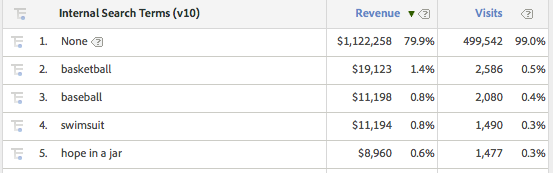 Internal Search Terms (v10) Revenue ▼ ? Visits ?
1. None ? $1,122,258 79.9% 499,542 99.0%
2. basketball $19,123 1.4% 2,586 0.5%
3. baseball $11,198 0.8% 2,080 0.4%
4. swimsuit $11,194 0.8% 1,490 0.3%
5. hope in a jar $8,960 0.6% 1,477 0.3%